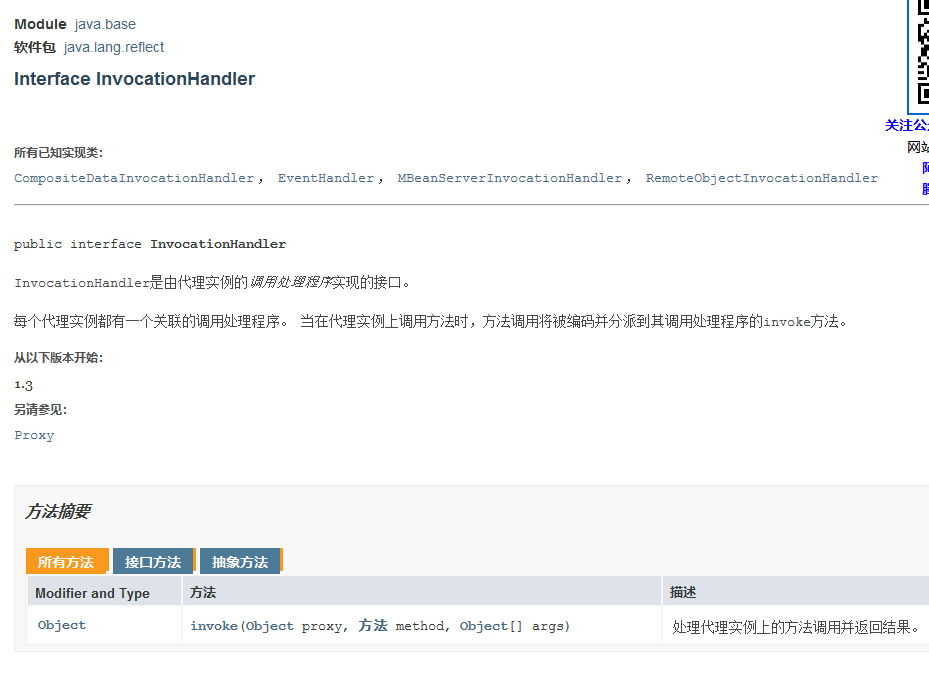 Module java.base
软件包 java.lang.reflect
Interface InvocationHandler
关注公
网站
所有已知实现类：
CompositeDataInvocationHandler， EventHandler， MBeanServerInvocationHandler， RemoteObjectInvocationHandler
public interface InvocationHandler
InvocationHandler是由代理实例的调用处理程序实现的接口。
每个代理实例都有一个关联的调用处理程序。 当在代理实例上调用方法时，方法调用将被编码并分派到其调用处理程序的invoke方法。
从以下版本开始：
1.3
另请参见：
Proxy
方法摘要
所有方法 接口方法 抽象方法
Modifier and Type 方法 描述
Object invoke(Object proxy, 方法 method, Object[] args) 处理代理实例上的方法调用并返回结果。